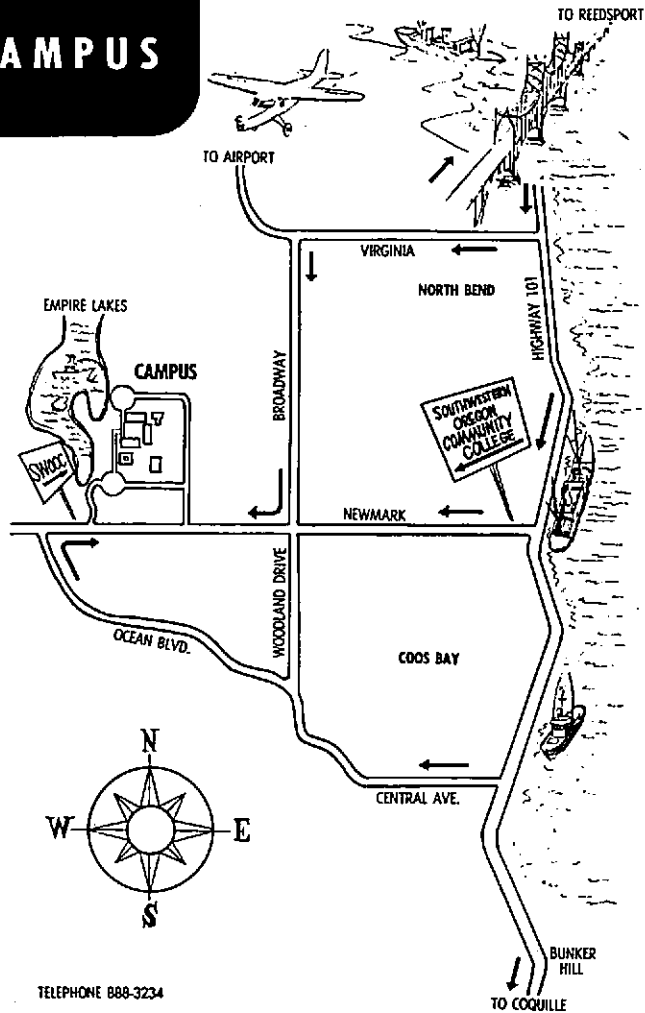 AMPUS
TO REEDSPORT
TO AIRPORT
VIRGINIA
NORTH BEND
HIGHWAY 101
EMPIRE LAKES
CAMPUS
BROADWAY
SOUTHWESTERN
OREGON
COMMUNITY
COLLEGE
SWOCC
NEWMARK
WOODLAND DRIVE
OCEAN BLVD.
COOS BAY
N
W
E
S
CENTRAL AVE.
BUNKER
HILL
TELEPHONE 888-3234
TO COQUILLE